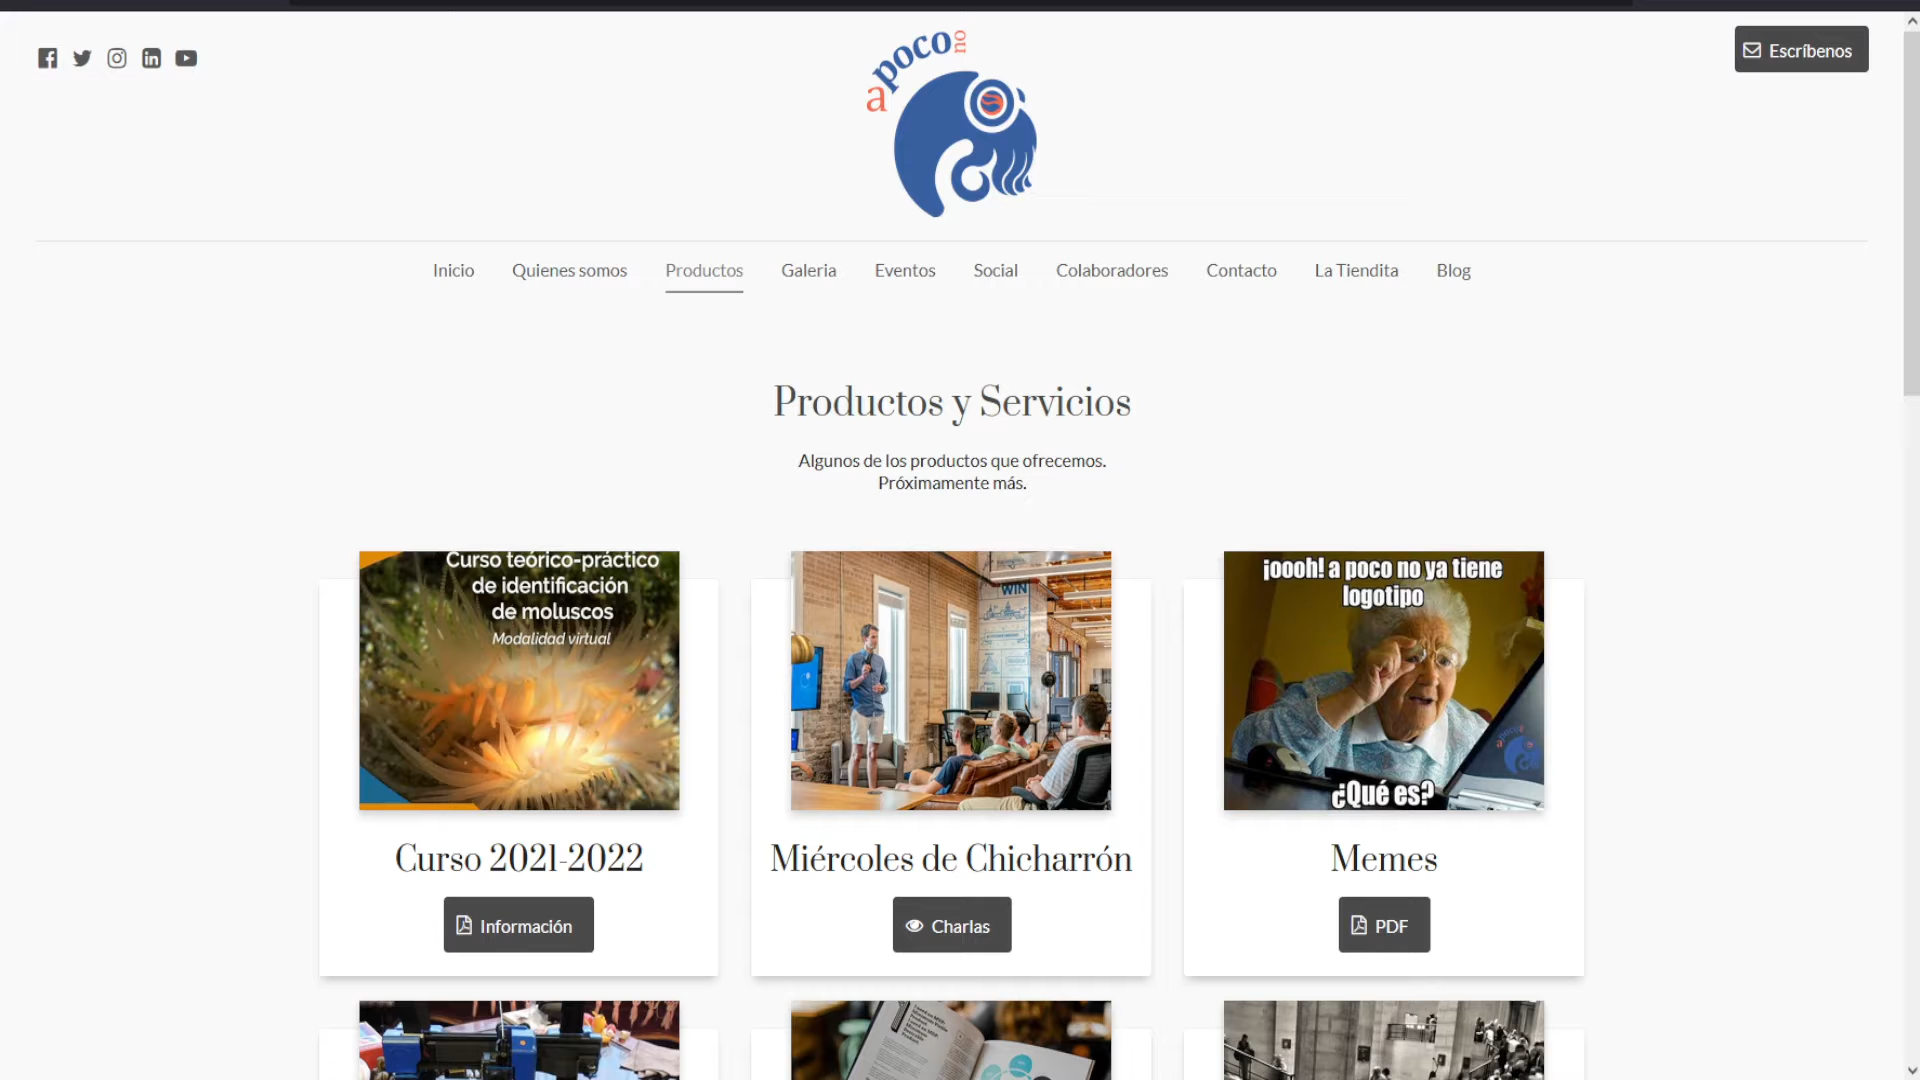 a poco no
Escríbenos
Inicio Quienes somos Productos Galeria Eventos Social Colaboradores Contacto La Tiendita Blog
Productos y Servicios
Algunos de los productos que ofrecemos.
Próximamente más.
Curso teórico-práctico
de identificación
de moluscos
Modalidad virtual
WIN
¡oooh! a poco no ya tiene
logotipo
¿Qué es?
Curso 2021-2022
Miércoles de Chicharrón
Memes
Información
Charlas
PDF